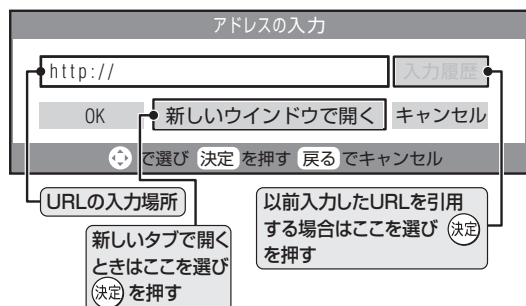 アドレスの入力
http://
入力履歴
OK
新しいウインドウで開く
キャンセル
で選び 決定 を押す 戻る でキャンセル
URLの入力場所
新しいタブで開く
ときはここを選び
決定 を押す
以前入力したURLを引用
する場合はここを選び 決定
を押す